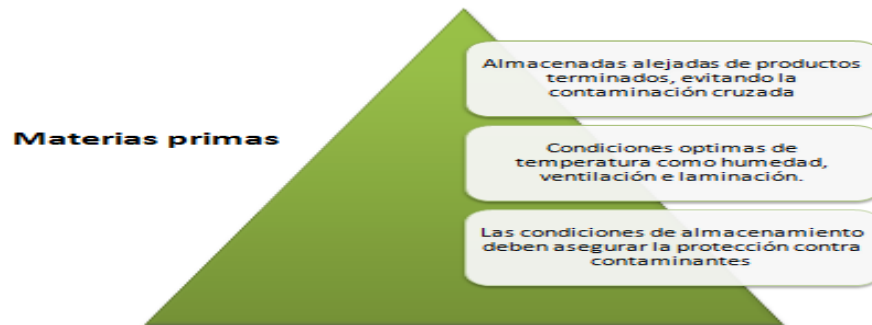 Materias primas
Almacenadas alejadas de productos
terminados, evitando la
contaminación cruzada
Condiciones optimas de
temperatura como humedad,
ventilación e laminación.
Las condiciones de almacenamiento
deben asegurar la protección contra
contaminantes